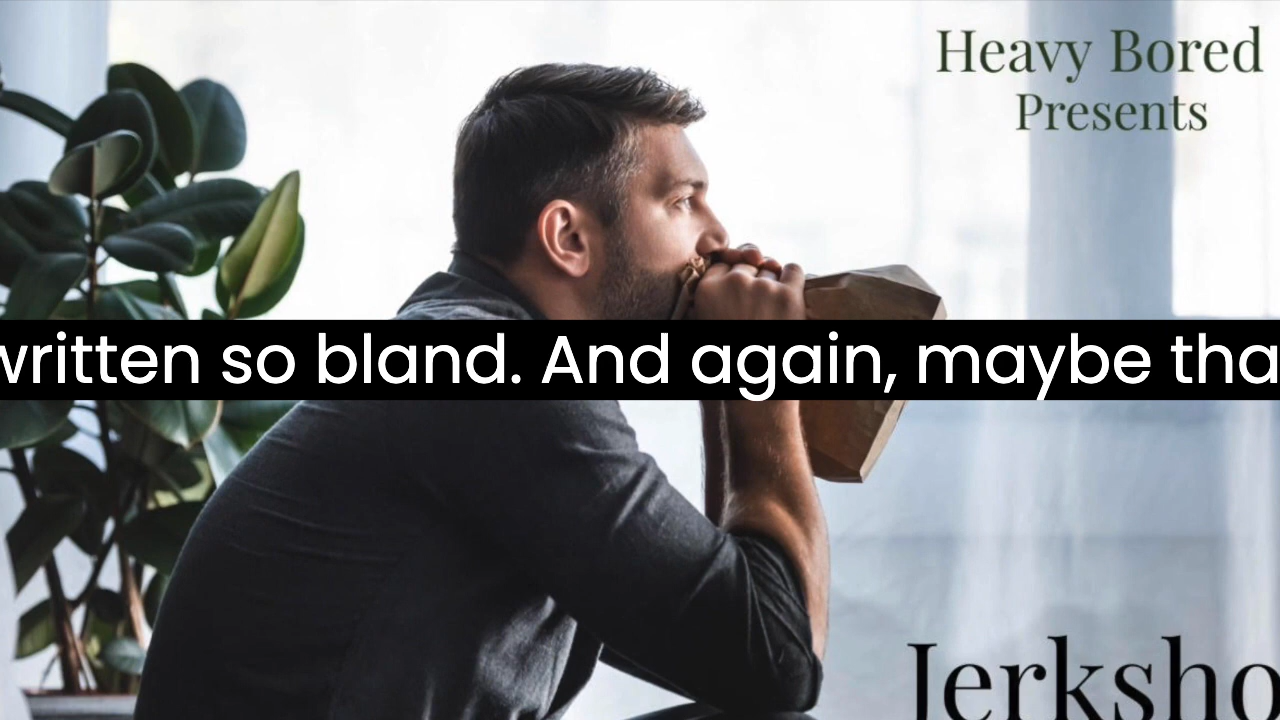 Heavy Bored
Presents
written so bland. And again, maybe tha
Jerksho